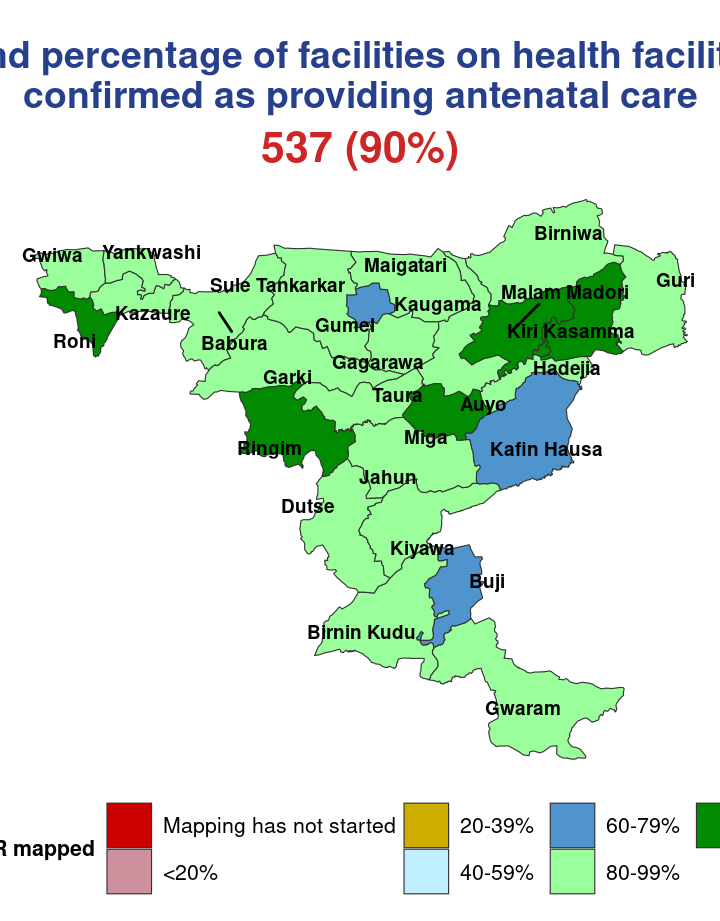 percentage of facilities on health
confirmed as providing antenatal care
537 (90%)
Birniwa
Gwiwa
Yankwashi
Maigatari
Guri
Sule Tankarkar
Malam Madori
Kaugama
Kazaure
Gumel
Kiri Kasamma
Roni
Babura
Gagarawa
Hadejia
Garki
Taura
Auyo
Miga
Ringim
Kafin Hausa
Jahun
Dutse
Kiyawa
Buji
Birnin Kudu
Gwaram
Mapping has not started
20-39%
60-79%
mapped
<20%
40-59%
80-99%